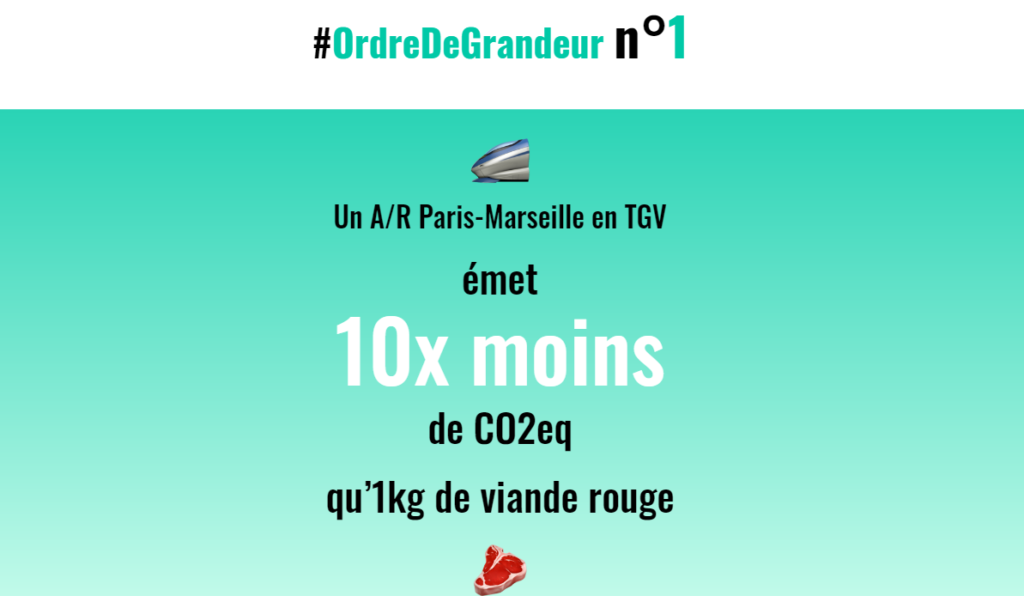 #OrdreDeGrandeur n°1
Un A/R Paris-Marseille en TGV
émet
10x moins
de CO2eq
qu’1kg de viande rouge